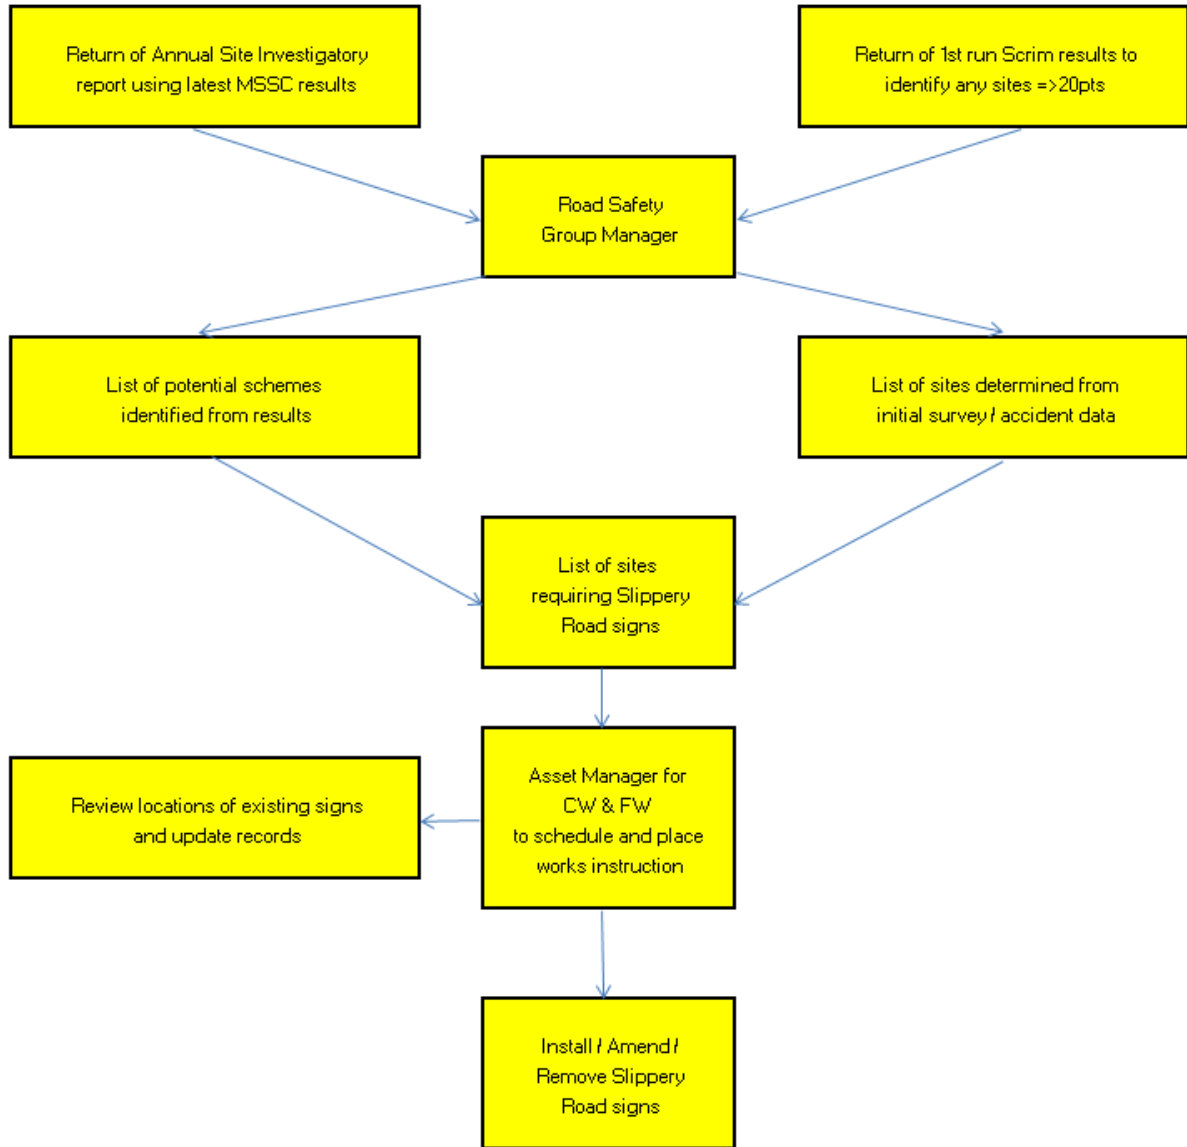 Return of Annual Site Investigatory
report using latest MSSC results
Return of 1st run Scrim results to
identify any sites =>20pts
Road Safety
Group Manager
List of potential schemes
identified from results
List of sites determined from
initial survey / accident data
List of sites
requiring Slippery
Road signs
Review locations of existing signs
and update records
Asset Manager for
CW & FW
to schedule and place
works instruction
Install / Amend /
Remove Slippery
Road signs